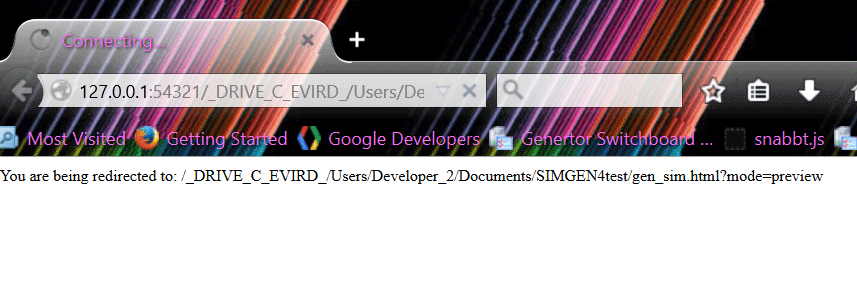 Connecting...
127.0.0.1:54321/_DRIVE_C_EVIRD_/Users/De
Most Visited Getting Started Google Developers Genertor Switchboard ... snabbt.js
You are being redirected to: /_DRIVE_C_EVIRD_/Users/Developer_2/Documents/SIMGEN4test/gen_sim.html?mode=preview